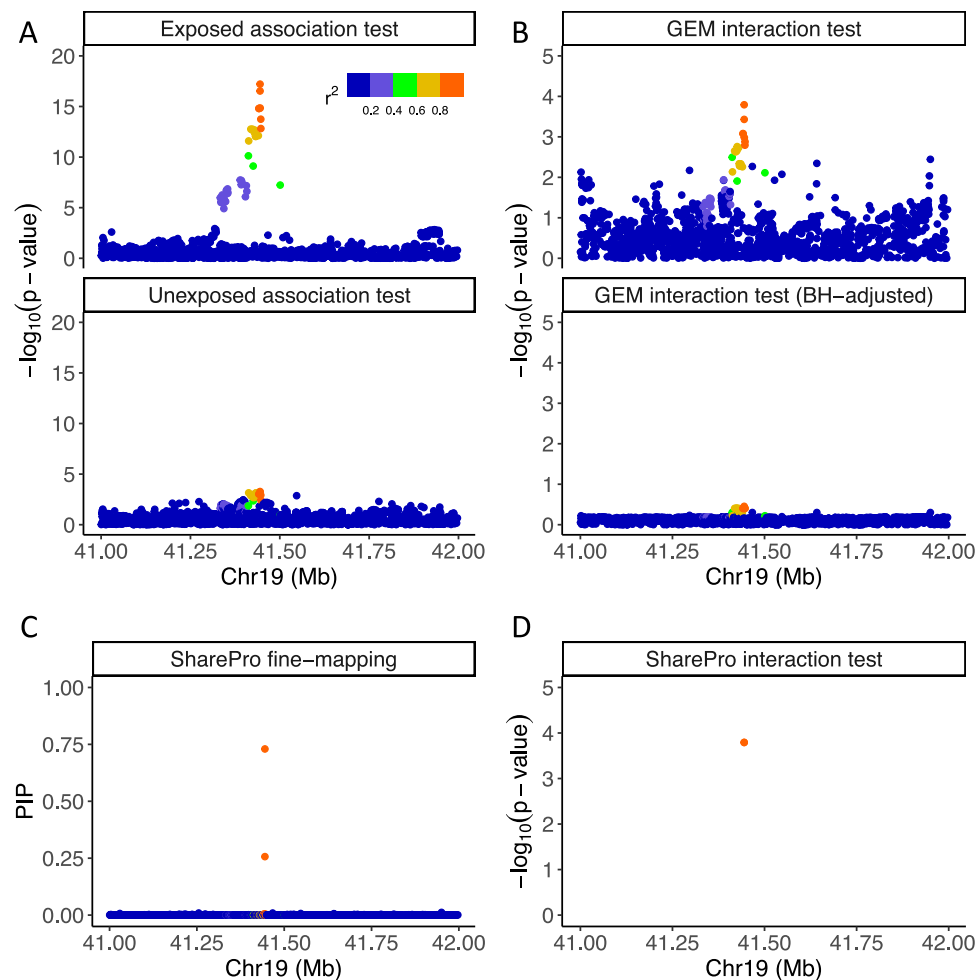 A
Exposed association test
20
15
10
5
0
r²
0.2 0.4 0.6 0.8
Unexposed association test
20
15
10
5
0
−log10(p − value)
41.00 41.25 41.50 41.75 42.00
Chr19 (Mb)
B
GEM interaction test
5
4
3
2
1
0
GEM interaction test (BH−adjusted)
5
4
3
2
1
0
−log10(p − value)
41.00 41.25 41.50 41.75 42.00
Chr19 (Mb)
C
SharePro fine−mapping
1.00
0.75
0.50
0.25
0.00
PIP
41.00 41.25 41.50 41.75 42.00
Chr19 (Mb)
D
SharePro interaction test
5
4
3
2
1
0
−log10(p − value)
41.00 41.25 41.50 41.75 42.00
Chr19 (Mb)